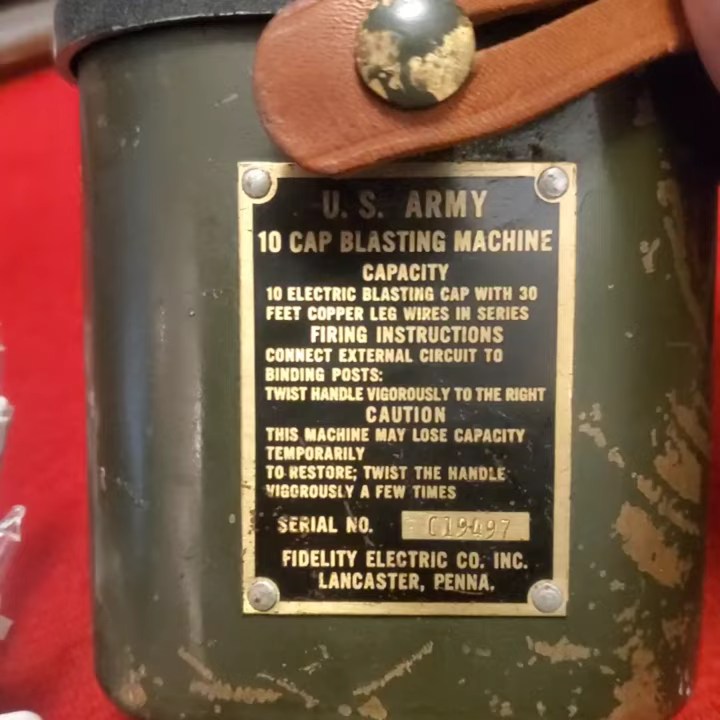 U. S. ARMY
10 CAP BLASTING MACHINE
CAPACITY
10 ELECTRIC BLASTING CAP WITH 30
FEET COPPER LEG WIRES IN SERIES
FIRING INSTRUCTIONS
CONNECT EXTERNAL CIRCUIT TO
BINDING POSTS:
TWIST HANDLE VIGOROUSLY TO THE RIGHT
CAUTION
THIS MACHINE MAY LOSE CAPACITY
TEMPORARILY
TO RESTORE; TWIST THE HANDLE
VIGOROUSLY A FEW TIMES
SERIAL NO. C19497
FIDELITY ELECTRIC CO. INC.
LANCASTER, PENNA.